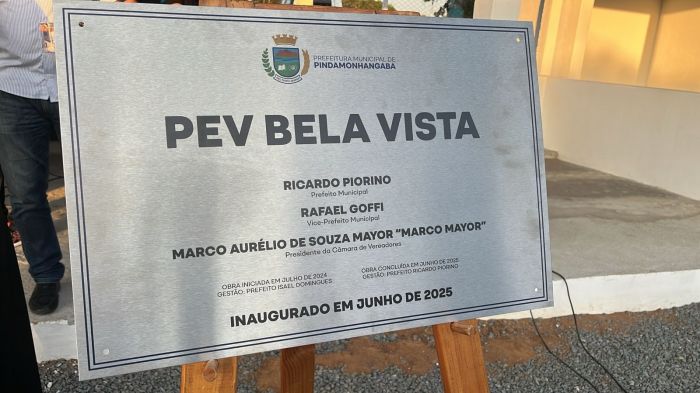 PREFEITURA MUNICIPAL DE
PINDAMONHANGABA
PEV BELA VISTA
RICARDO PIORINO
Prefeito Municipal
RAFAEL GOFFI
Vice-Prefeito Municipal
MARCO AURÉLIO DE SOUZA MAYOR "MARCO MAYOR"
Presidente da Câmara de Vereadores
OBRA INICIADA EM JULHO DE 2024
GESTÃO: PREFEITO ISAEL DOMINGUES
OBRA CONCLUÍDA EM JUNHO DE 2025
GESTÃO: PREFEITO RICARDO PIORINO
INAUGURADO EM JUNHO DE 2025